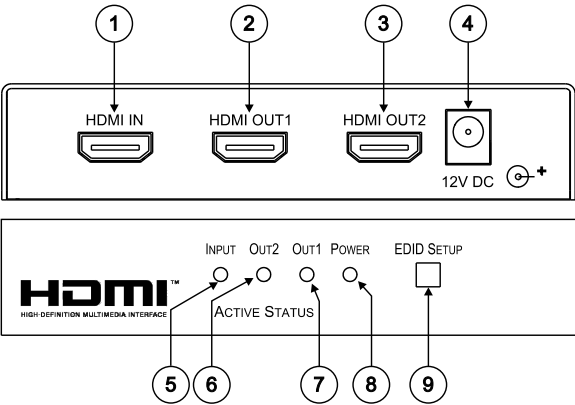 1 2 3 4
HDMI IN HDMI OUT1 HDMI OUT2
12V DC +
INPUT OUT2 OUT1 POWER EDID SETUP
HDMI™
HIGH-DEFINITION MULTIMEDIA INTERFACE
ACTIVE STATUS
5 6 7 8 9